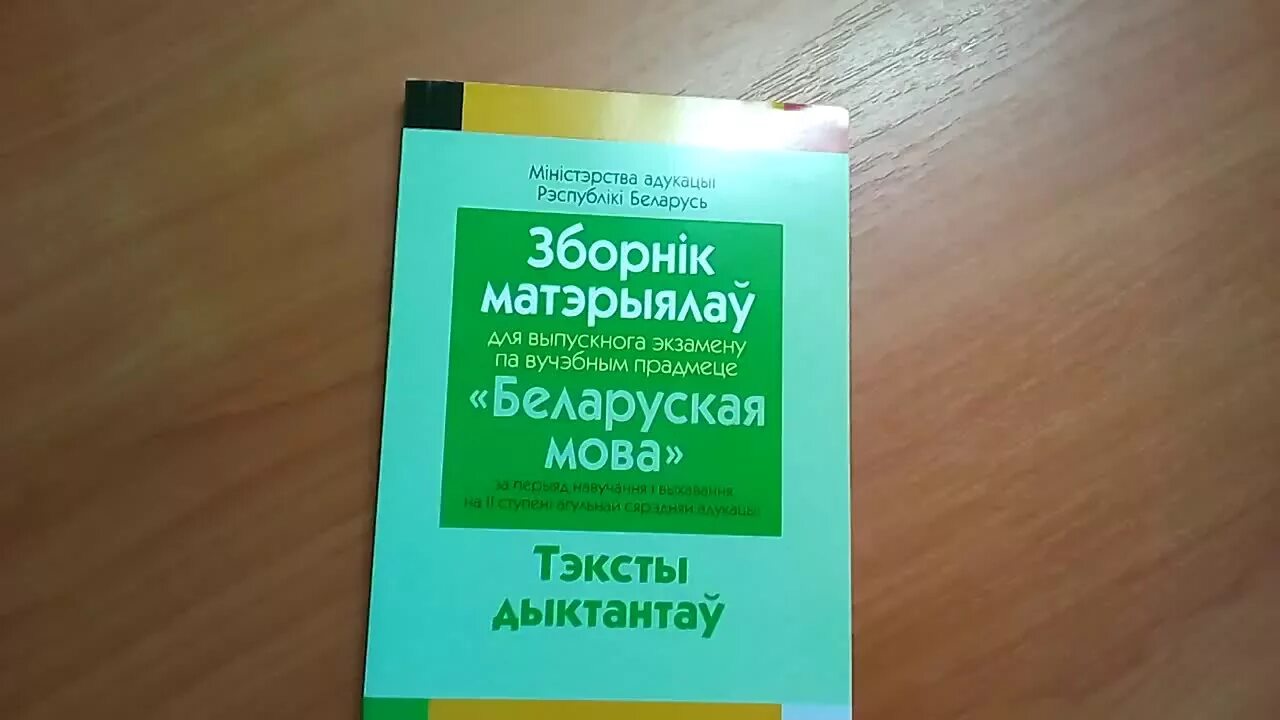 Міністэрства адукацыі
Рэспублікі Беларусь
Зборнік
матэрыялаў
для выпускнога экзамену
па вучэбным прадмеце
«Беларуская
мова»
за перыяд навучання і выхавання
на ІІ ступені агульнай сярэдняй адукацыі
Тэксты
дыктантаў